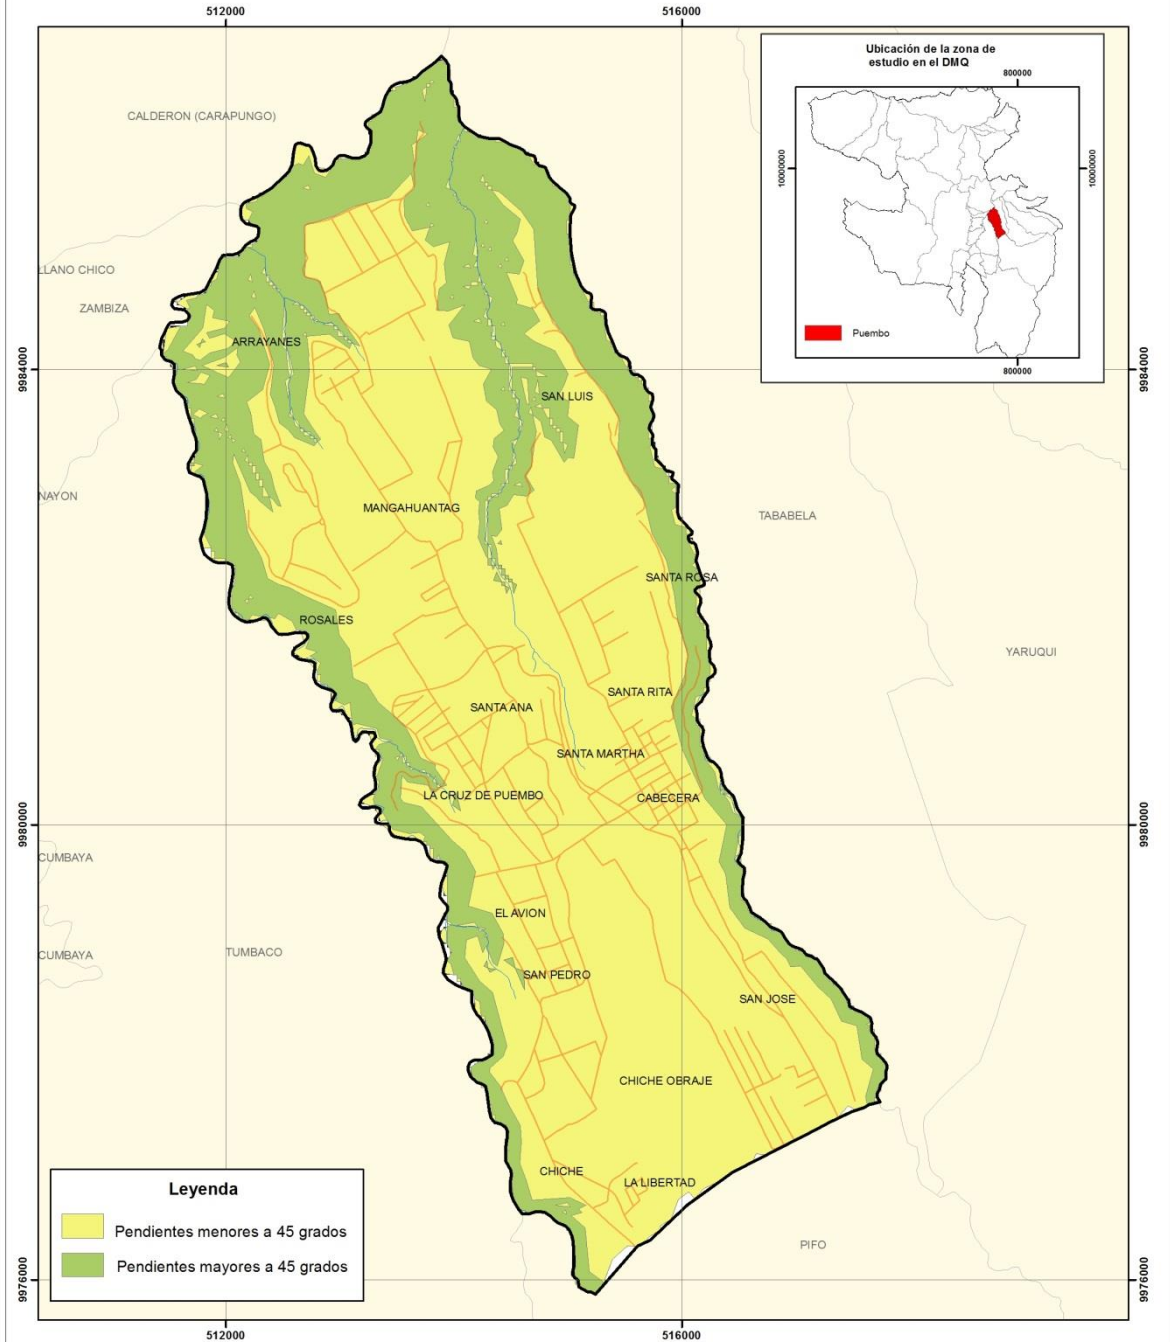 512000
516000
Ubicación de la zona de
estudio en el DMQ
800000
10000000
10000000
Puembo
800000
CALDERON (CARAPUNGO)
LLANO CHICO
ZAMBIZA
ARRAYANES
9984000
9984000
SAN LUIS
NAYON
MANGAHUANTAG
TABABELA
SANTA ROSA
ROSALES
YARUQUI
SANTA RITA
SANTA ANA
SANTA MARTHA
LA CRUZ DE PUEMBO
CABECERA
9980000
9980000
CUMBAYA
EL AVION
CUMBAYA
TUMBACO
SAN PEDRO
SAN JOSE
CHICHE OBRAJE
CHICHE
LA LIBERTAD
PIFO
Leyenda
Pendientes menores a 45 grados
Pendientes mayores a 45 grados
9976000
9976000
512000
516000